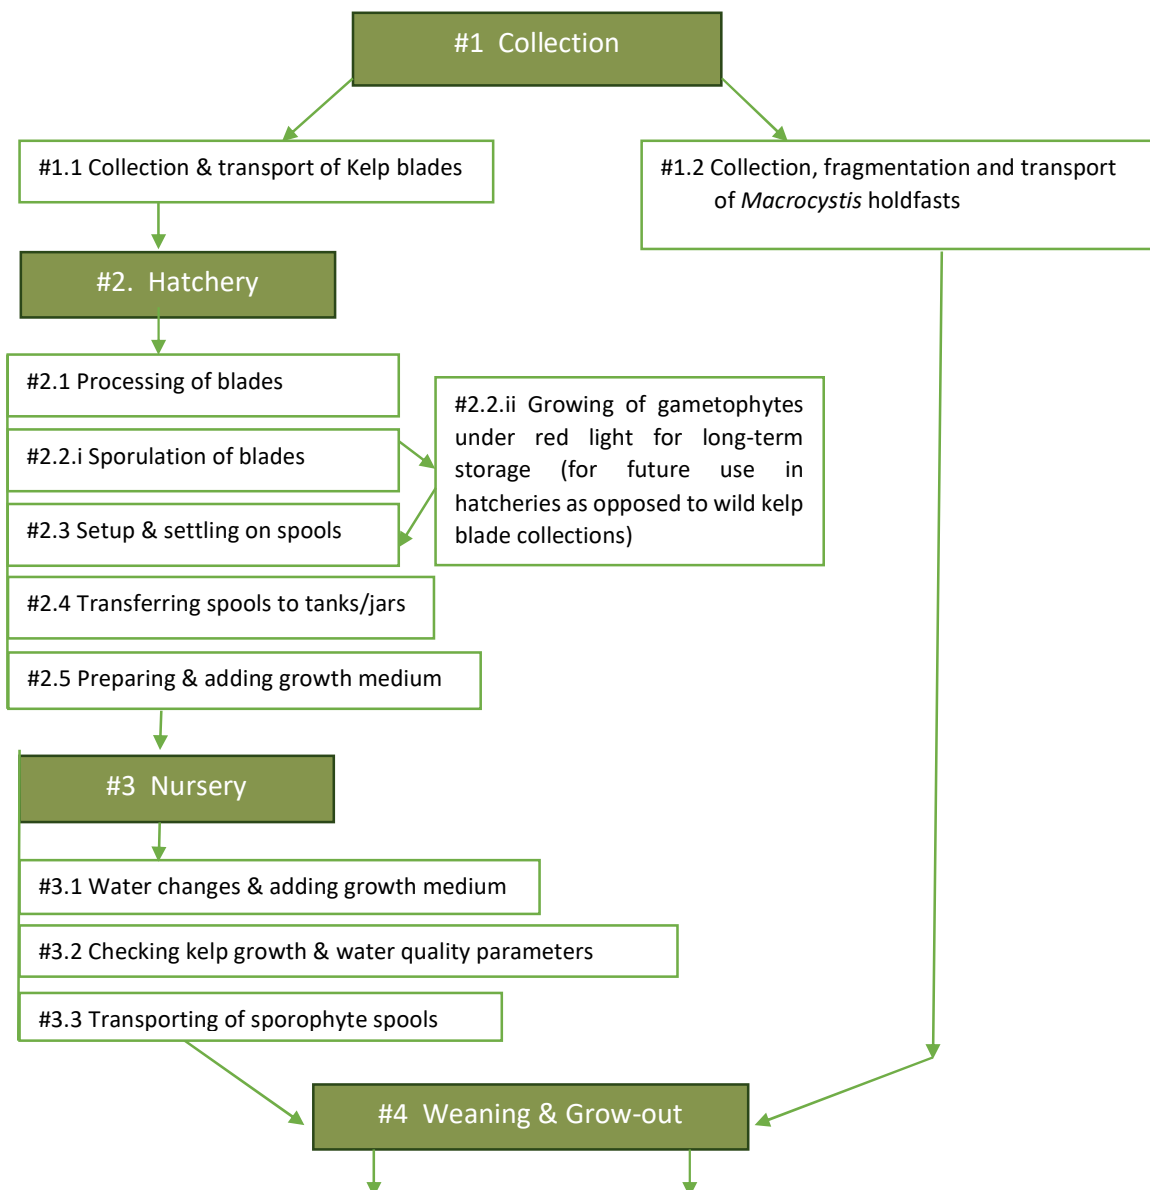 #1 Collection
#1.1 Collection & transport of Kelp blades
#1.2 Collection, fragmentation and transport
of Macrocystis holdfasts
#2. Hatchery
#2.1 Processing of blades
#2.2.i Sporulation of blades
#2.2.ii Growing of gametophytes
under red light for long-term
storage (for future use in
hatcheries as opposed to wild kelp
blade collections)
#2.3 Setup & settling on spools
#2.4 Transferring spools to tanks/jars
#2.5 Preparing & adding growth medium
#3 Nursery
#3.1 Water changes & adding growth medium
#3.2 Checking kelp growth & water quality parameters
#3.3 Transporting of sporophyte spools
#4 Weaning & Grow-out